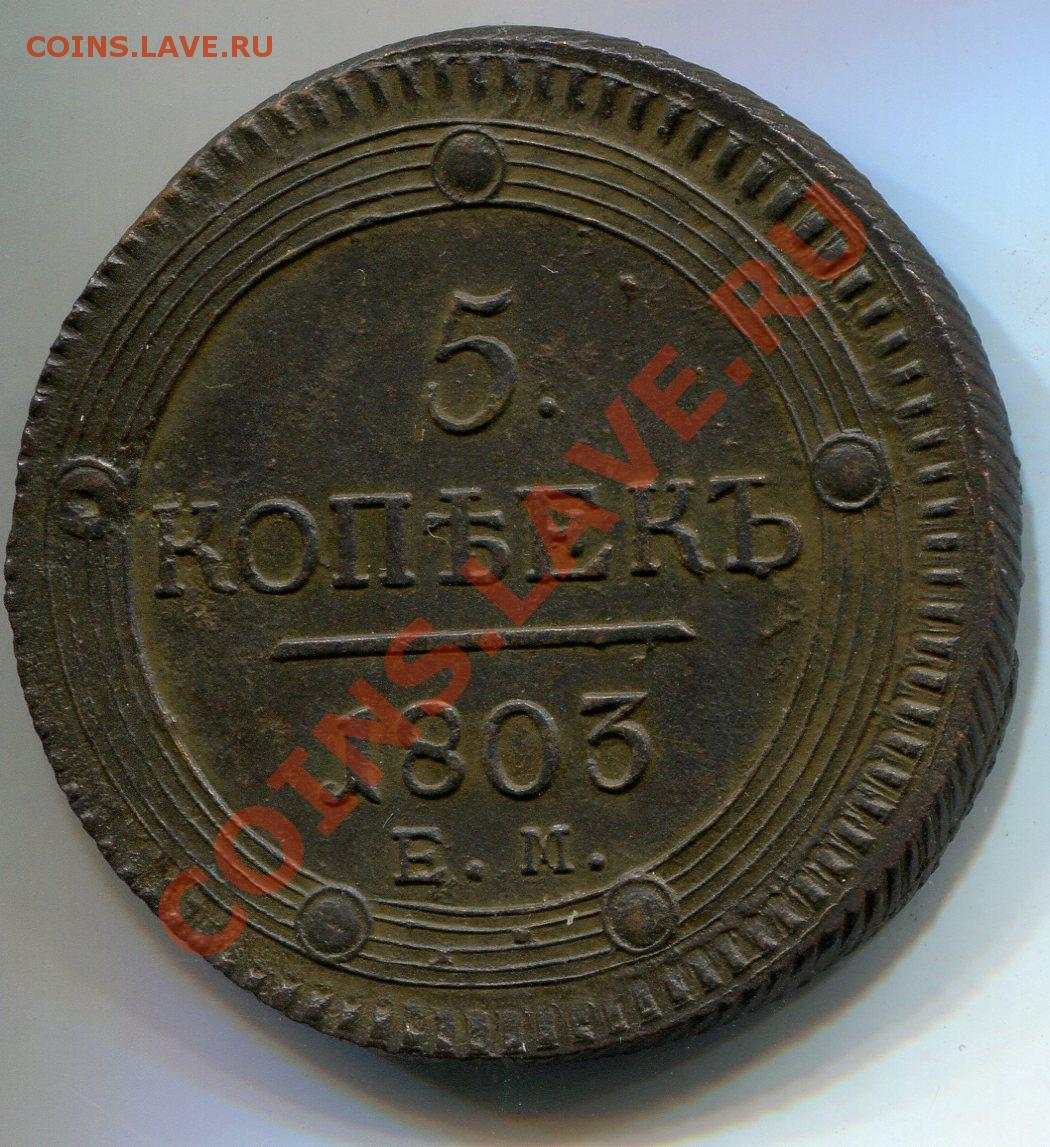 COINS.LAVE.RU
5.
КОПѢЕКЪ
1803
Е. М.
COINS.LAVE.RU